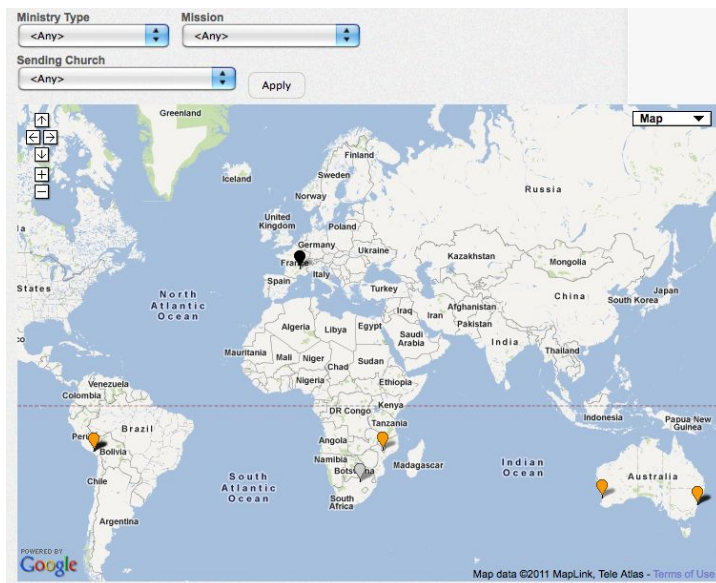 Ministry Type
Mission
<Any>
<Any>
Sending Church
<Any>
Apply
Map
Greenland
Iceland
Finland
Sweden
Norway
Russia
United
Kingdom
Poland
Germany
Ukraine
France
Italy
Spain
Kazakhstan
Mongolia
Turkey
States
North
Atlantic
Ocean
China
Japan
South Korea
Iraq
Iran
Afghanistan
Pakistan
Algeria
Libya
Egypt
Saudi
Arabia
India
Thailand
Mauritania
Mali
Niger
Chad
Sudan
Nigeria
Ethiopia
Venezuela
Colombia
DR Congo
Kenya
Tanzania
Indonesia
Papua New
Guinea
Peru
Brazil
Bolivia
Angola
Namibia
Botswana
Madagascar
Chile
South
Atlantic
Ocean
South
Africa
Indian
Ocean
Australia
Argentina
POWERED BY
Google
Map data ©2011 MapLink, Tele Atlas - Terms of Use